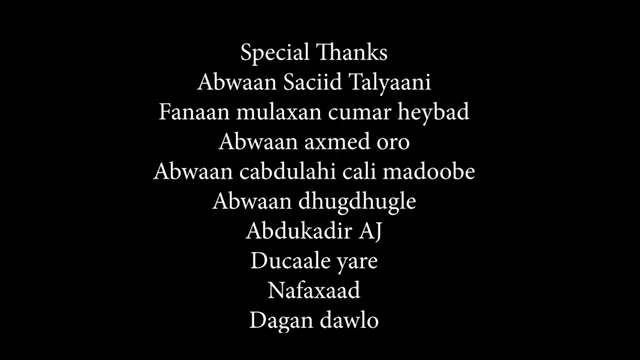 Special Thanks
Abwaan Saciid Talyaani
Fanaan mulaxan cumar heybad
Abwaan axmed oro
Abwaan cabdulahi cali madoobe
Abwaan dhugdhugle
Abdukadir AJ
Ducaale yare
Nafaxaad
Dagan dawlo